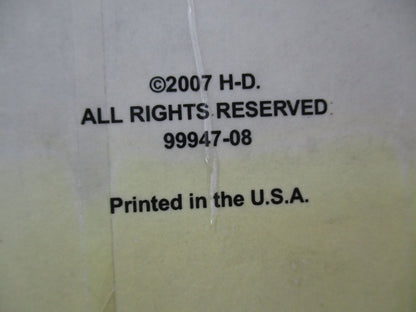 ©2007 H-D.
ALL RIGHTS RESERVED
99947-08
Printed in the U.S.A.